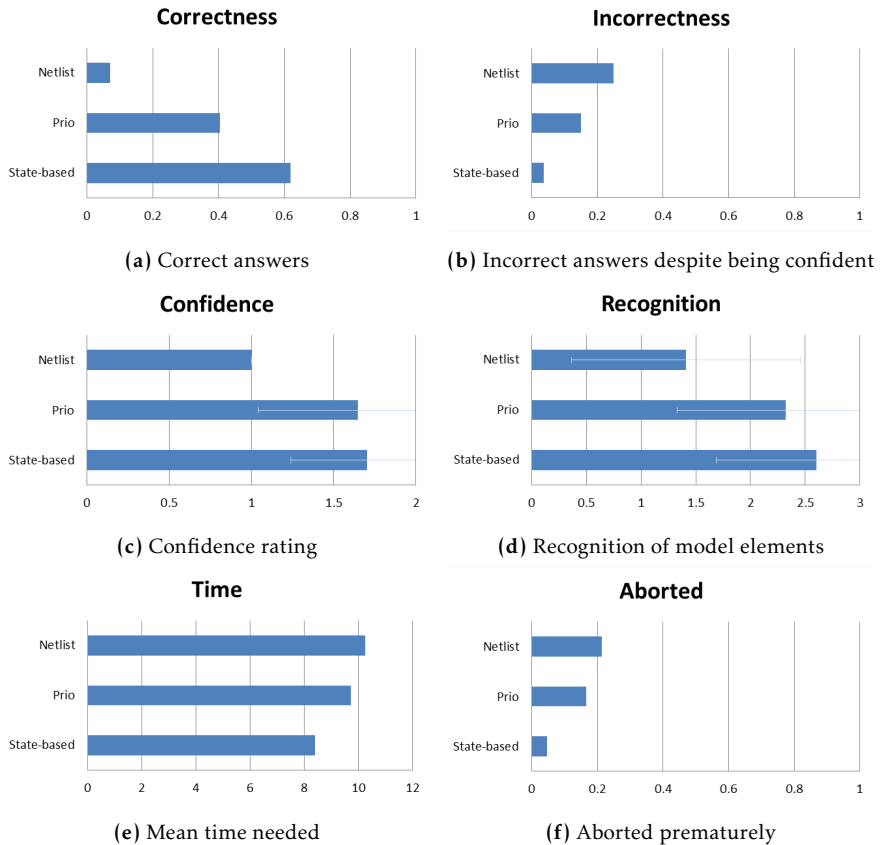 Correctness
Netlist
Prio
State-based
0 0.2 0.4 0.6 0.8 1
(a) Correct answers
Incorrectness
Netlist
Prio
State-based
0 0.2 0.4 0.6 0.8 1
(b) Incorrect answers despite being confident
Confidence
Netlist
Prio
State-based
0 0.5 1 1.5 2
(c) Confidence rating
Recognition
Netlist
Prio
State-based
0 0.5 1 1.5 2 2.5 3
(d) Recognition of model elements
Time
Netlist
Prio
State-based
0 2 4 6 8 10 12
(e) Mean time needed
Aborted
Netlist
Prio
State-based
0 0.2 0.4 0.6 0.8 1
(f) Aborted prematurely